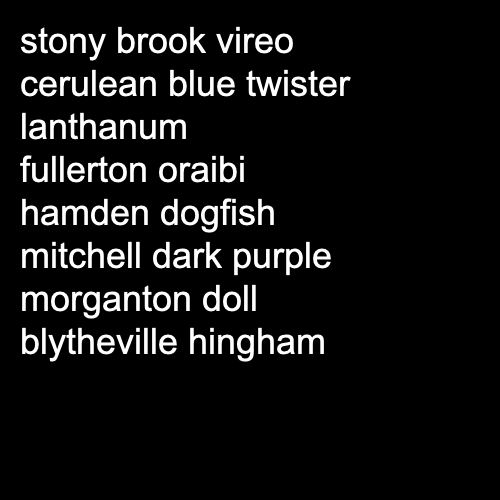 stony brook vireo
cerulean blue twister
lanthanum
fullerton oraibi
hamden dogfish
mitchell dark purple
morganton doll
blytheville hingham